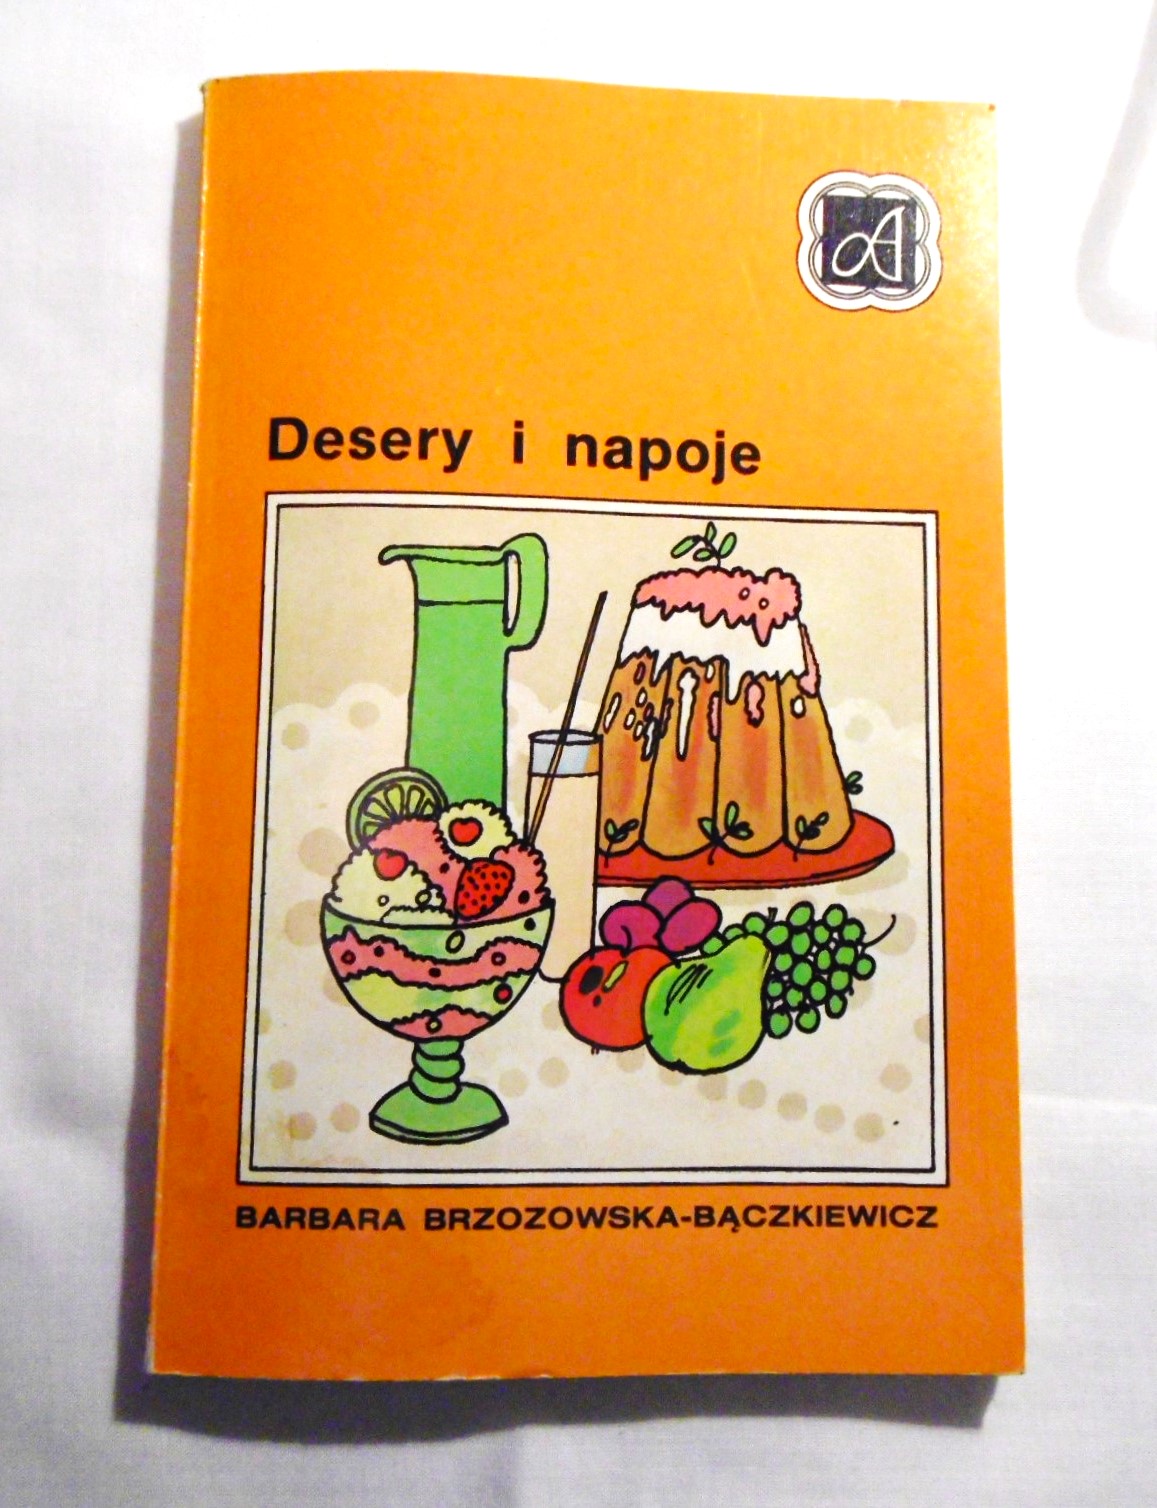 A
Desery i napoje
BARBARA BRZOZOWSKA-BĄCZKIEWICZ